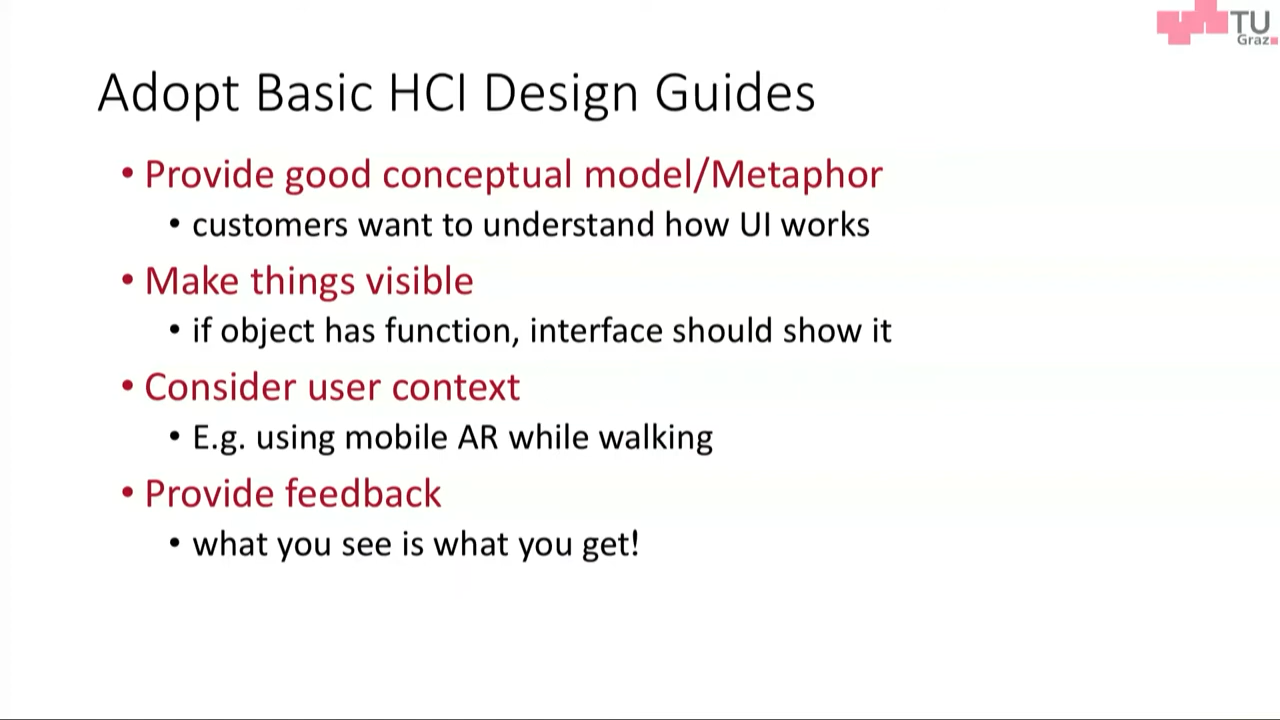 TU
Graz
Adopt Basic HCI Design Guides
• Provide good conceptual model/Metaphor
• customers want to understand how UI works
• Make things visible
• if object has function, interface should show it
• Consider user context
• E.g. using mobile AR while walking
• Provide feedback
• what you see is what you get!